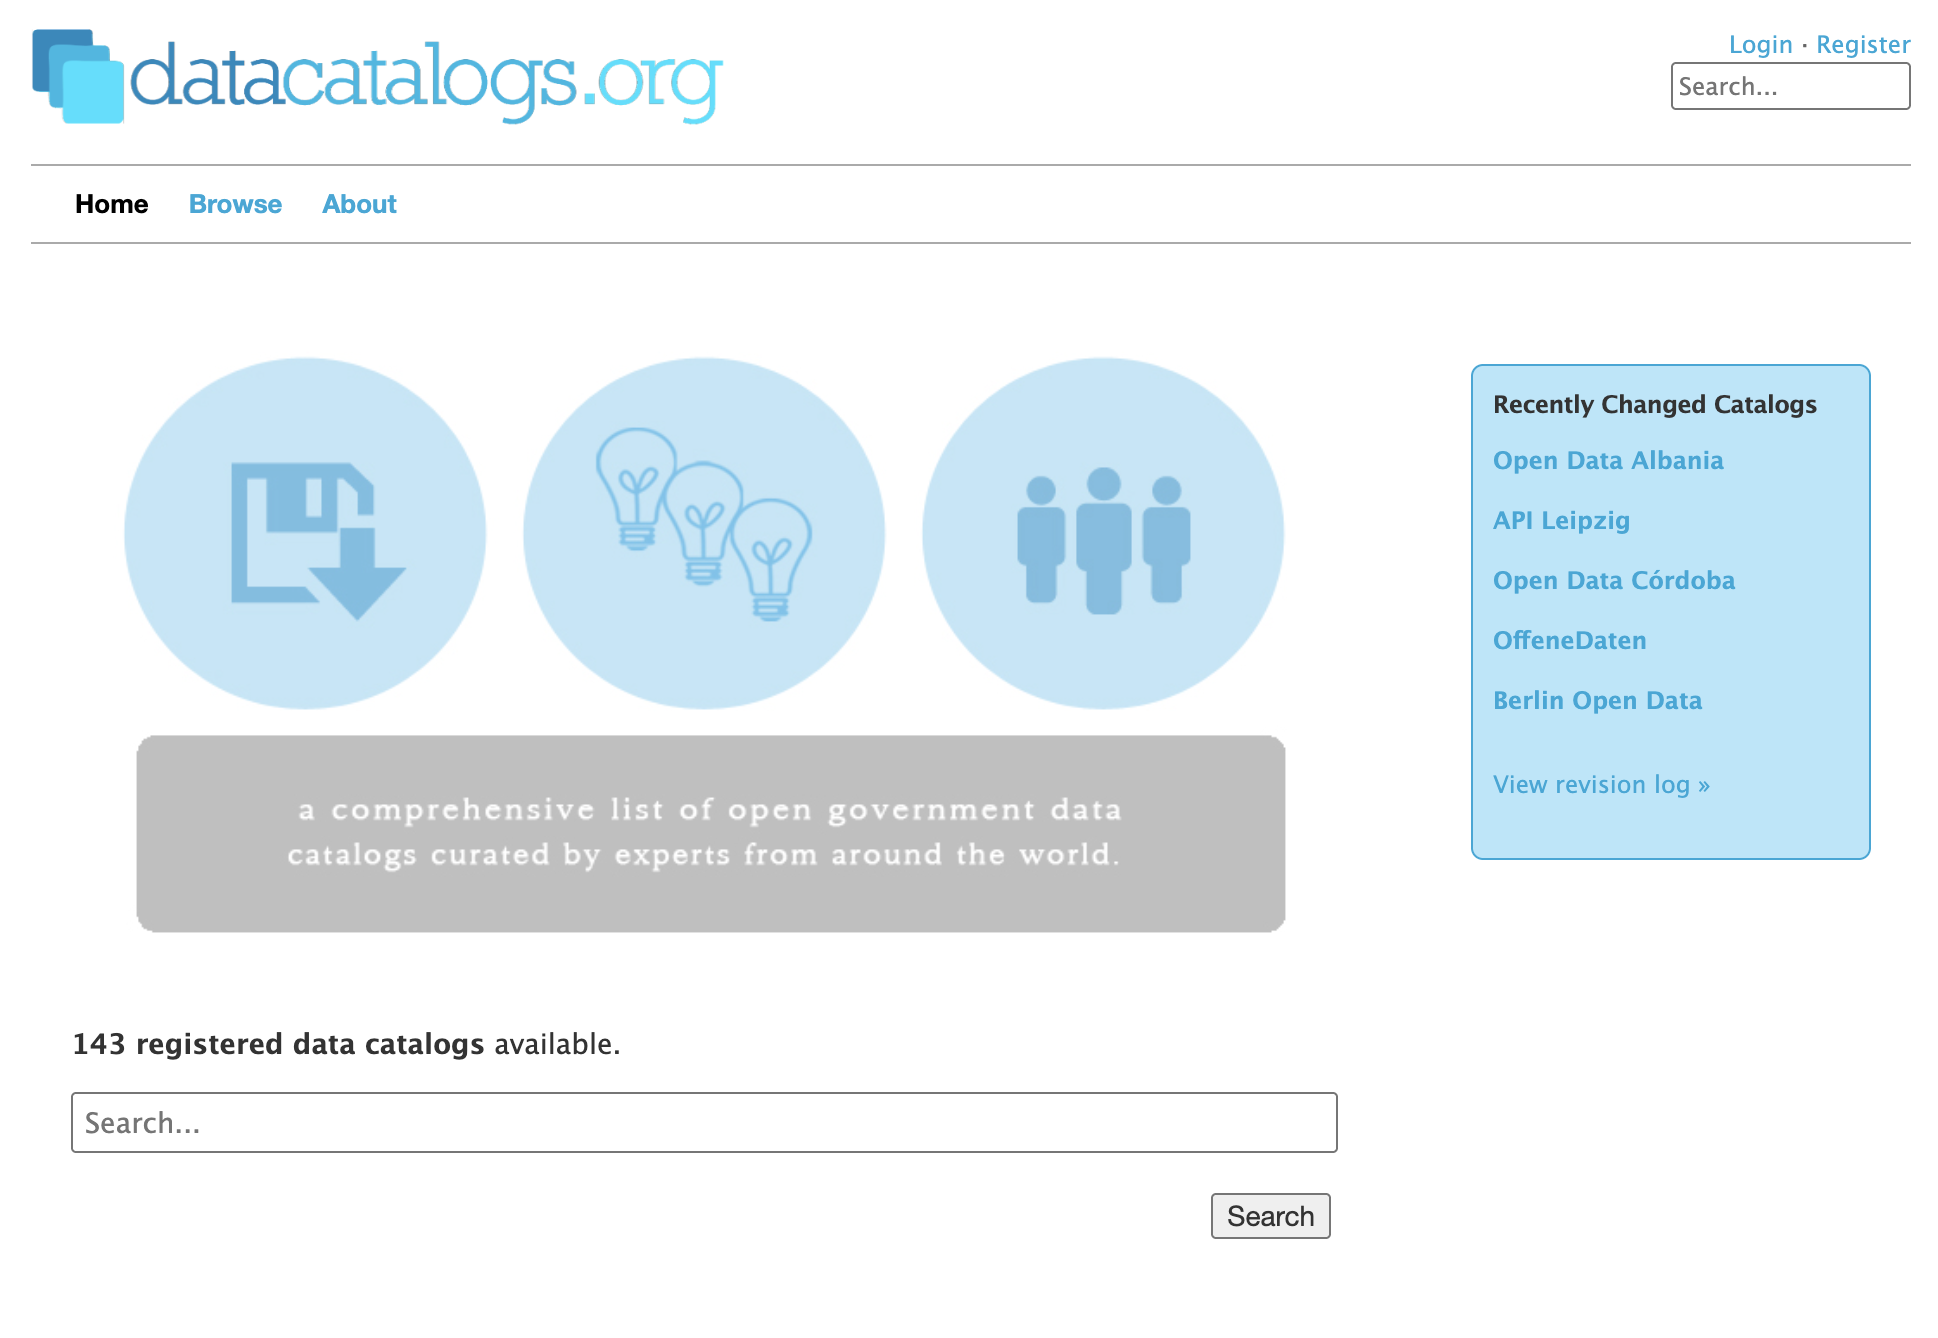 datacatalogs.org
Login · Register
Search...
Home Browse About
a comprehensive list of open government data
catalogs curated by experts from around the world.
Recently Changed Catalogs
Open Data Albania
API Leipzig
Open Data Córdoba
OffeneDaten
Berlin Open Data
View revision log »
143 registered data catalogs available.
Search...
Search